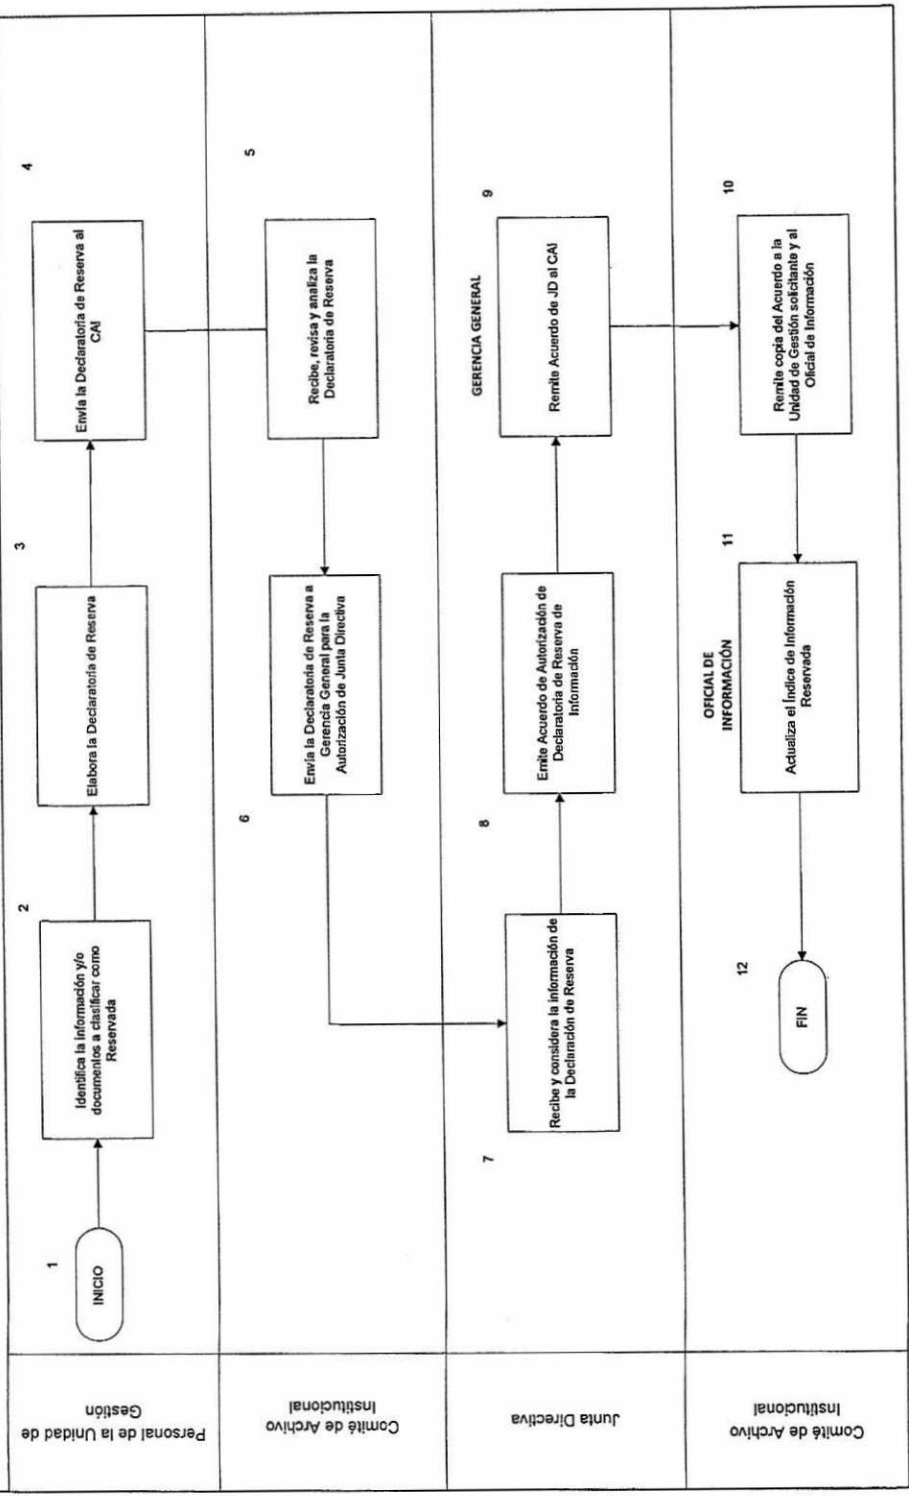 Personal de la Unidad de
Gestión
1
INICIO
2
Identifica la información y/o
documentos a clasificar como
Reservada
3
Elabora la Declaratoria de Reserva
4
Envía la Declaratoria de Reserva al
CAI
Comité de Archivo
Institucional
5
Recibe, revisa y analiza la
Declaratoria de Reserva
6
Envía la Declaratoria de Reserva a
Gerencia General para la
Autorización de Junta Directiva
Junta Directiva
7
Recibe y considera la información de
la Declaración de Reserva
8
Emite Acuerdo de Autorización de
Declaratoria de Reserva de
Información
GERENCIA GENERAL
9
Remite Acuerdo de JD al CAI
Comité de Archivo
Institucional
10
Remite copia del Acuerdo a la
Unidad de Gestión solicitante y al
Oficial de Información
OFICIAL DE
INFORMACIÓN
11
Actualiza el Índice de Información
Reservada
12
FIN